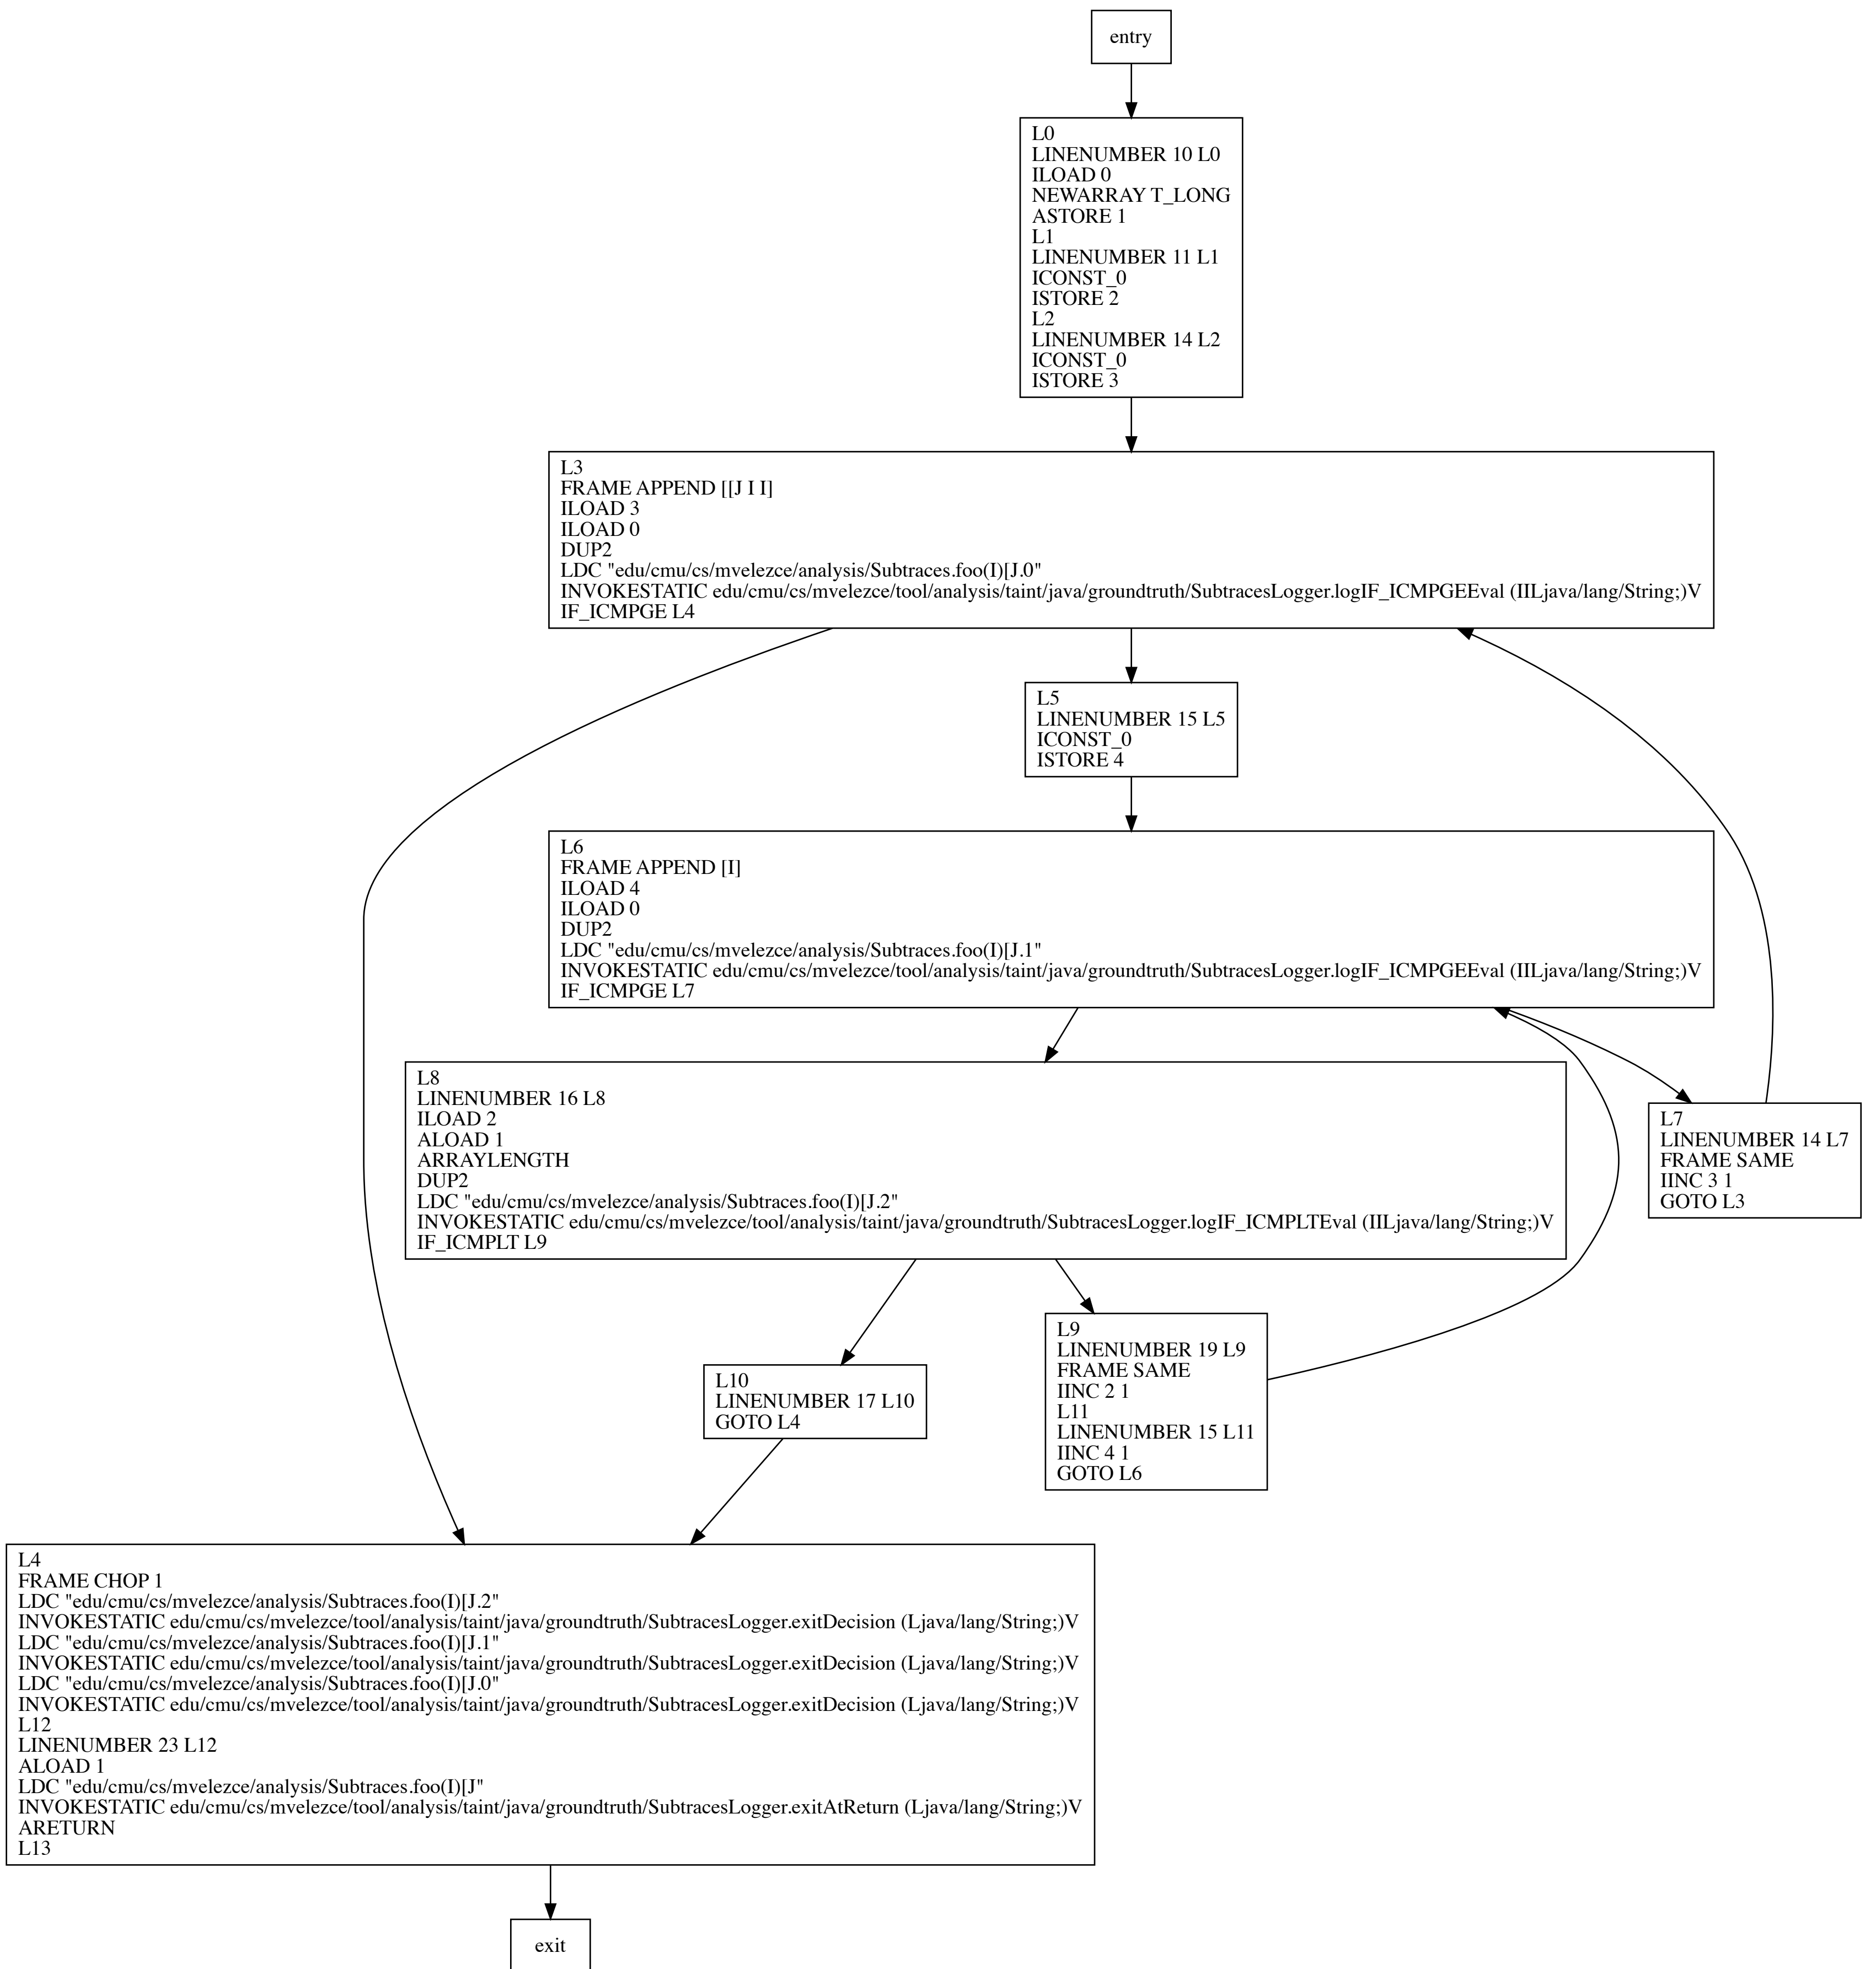 entry
L0
LINENUMBER 10 L0
ILOAD 0
NEWARRAY T_LONG
ASTORE 1
L1
LINENUMBER 11 L1
ICONST_0
ISTORE 2
L2
LINENUMBER 14 L2
ICONST_0
ISTORE 3
L3
FRAME APPEND [[J I I]
ILOAD 3
ILOAD 0
DUP2
LDC "edu/cmu/cs/mvelezce/analysis/Subtraces.foo(I)[J.0"
INVOKESTATIC edu/cmu/cs/mvelezce/tool/analysis/taint/java/groundtruth/SubtracesLogger.logIF_ICMPGEEval (IILjava/lang/String;)V
IF_ICMPGE L4
L5
LINENUMBER 15 L5
ICONST_0
ISTORE 4
L6
FRAME APPEND [I]
ILOAD 4
ILOAD 0
DUP2
LDC "edu/cmu/cs/mvelezce/analysis/Subtraces.foo(I)[J.1"
INVOKESTATIC edu/cmu/cs/mvelezce/tool/analysis/taint/java/groundtruth/SubtracesLogger.logIF_ICMPGEEval (IILjava/lang/String;)V
IF_ICMPGE L7
L8
LINENUMBER 16 L8
ILOAD 2
ALOAD 1
ARRAYLENGTH
DUP2
LDC "edu/cmu/cs/mvelezce/analysis/Subtraces.foo(I)[J.2"
INVOKESTATIC edu/cmu/cs/mvelezce/tool/analysis/taint/java/groundtruth/SubtracesLogger.logIF_ICMPLTEval (IILjava/lang/String;)V
IF_ICMPLT L9
L7
LINENUMBER 14 L7
FRAME SAME
IINC 3 1
GOTO L3
L10
LINENUMBER 17 L10
GOTO L4
L9
LINENUMBER 19 L9
FRAME SAME
IINC 2 1
L11
LINENUMBER 15 L11
IINC 4 1
GOTO L6
L4
FRAME CHOP 1
LDC "edu/cmu/cs/mvelezce/analysis/Subtraces.foo(I)[J.2"
INVOKESTATIC edu/cmu/cs/mvelezce/tool/analysis/taint/java/groundtruth/SubtracesLogger.exitDecision (Ljava/lang/String;)V
LDC "edu/cmu/cs/mvelezce/analysis/Subtraces.foo(I)[J.1"
INVOKESTATIC edu/cmu/cs/mvelezce/tool/analysis/taint/java/groundtruth/SubtracesLogger.exitDecision (Ljava/lang/String;)V
LDC "edu/cmu/cs/mvelezce/analysis/Subtraces.foo(I)[J.0"
INVOKESTATIC edu/cmu/cs/mvelezce/tool/analysis/taint/java/groundtruth/SubtracesLogger.exitDecision (Ljava/lang/String;)V
L12
LINENUMBER 23 L12
ALOAD 1
LDC "edu/cmu/cs/mvelezce/analysis/Subtraces.foo(I)[J"
INVOKESTATIC edu/cmu/cs/mvelezce/tool/analysis/taint/java/groundtruth/SubtracesLogger.exitAtReturn (Ljava/lang/String;)V
ARETURN
L13
exit